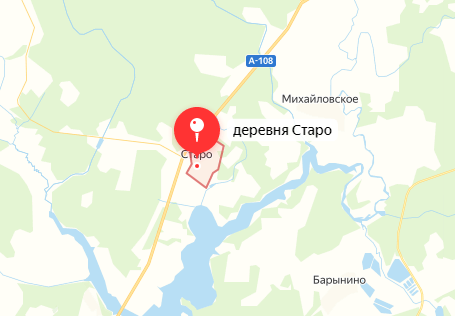 А-108
Михайловское
деревня Старо
Старо
Барынино